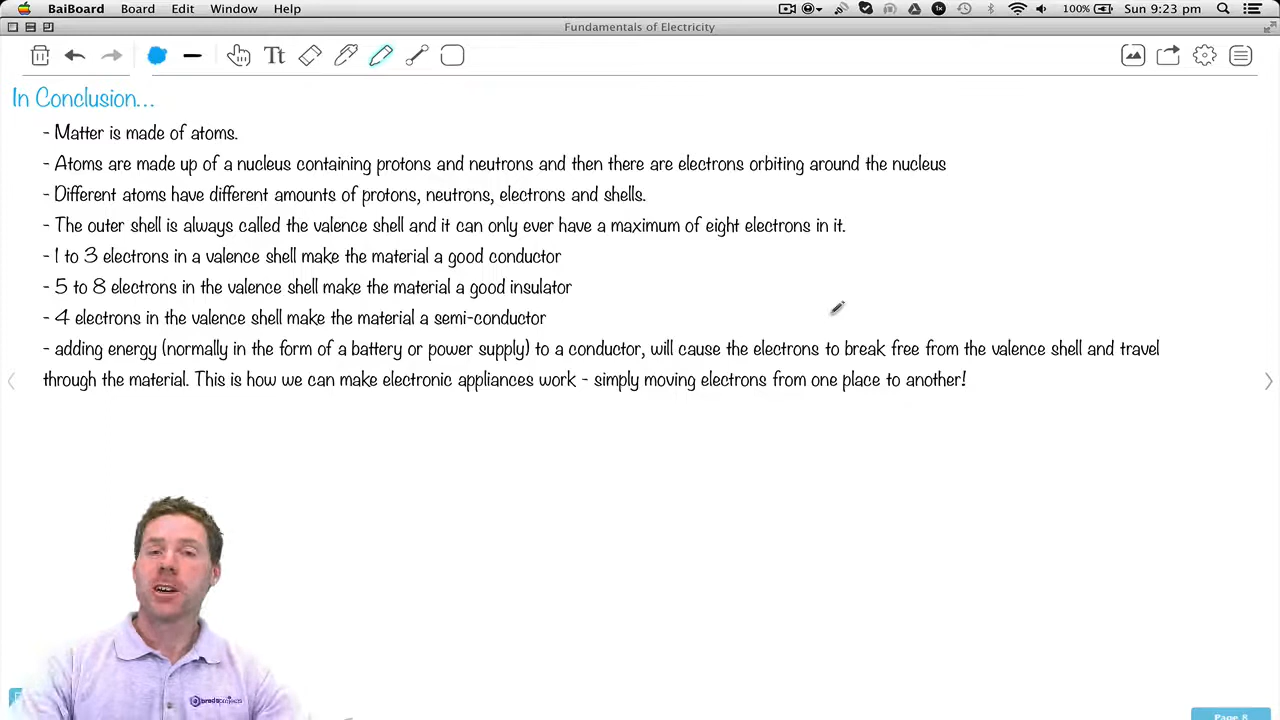 BaiBoard Board Edit Window Help 1x 100% Sun 9:23 pm
Fundamentals of Electricity
Tt
In Conclusion...
- Matter is made of atoms.
- Atoms are made up of a nucleus containing protons and neutrons and then there are electrons orbiting around the nucleus
- Different atoms have different amounts of protons, neutrons, electrons and shells.
- The outer shell is always called the valence shell and it can only ever have a maximum of eight electrons in it.
- 1 to 3 electrons in a valence shell make the material a good conductor
- 5 to 8 electrons in the valence shell make the material a good insulator
- 4 electrons in the valence shell make the material a semi-conductor
- adding energy (normally in the form of a battery or power supply) to a conductor, will cause the electrons to break free from the valence shell and travel
through the material. This is how we can make electronic appliances work - simply moving electrons from one place to another!
Page 8